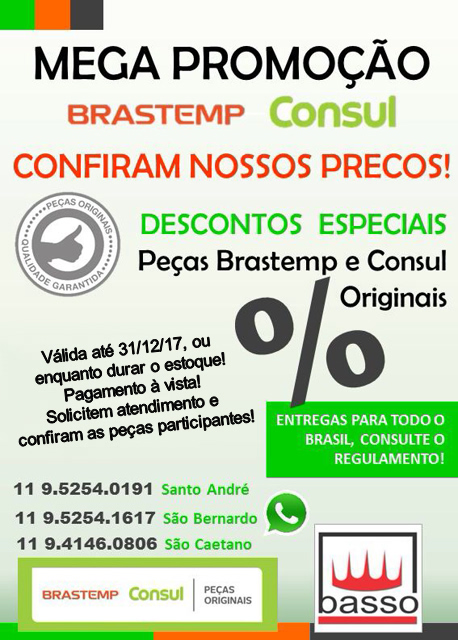 MEGA PROMOÇÃO
BRASTEMP Consul
CONFIRAM NOSSOS PRECOS!
PEÇAS ORIGINAIS
QUALIDADE GARANTIDA
DESCONTOS ESPECIAIS
Peças Brastemp e Consul
Originais
%
Válida até 31/12/17, ou
enquanto durar o estoque!
Pagamento à vista!
Solicitem atendimento e
confiram as peças participantes!
ENTREGAS PARA TODO O
BRASIL, CONSULTE O
REGULAMENTO!
11 9.5254.0191 Santo André
11 9.5254.1617 São Bernardo
11 9.4146.0806 São Caetano
BRASTEMP Consul PEÇAS
ORIGINAIS
basso